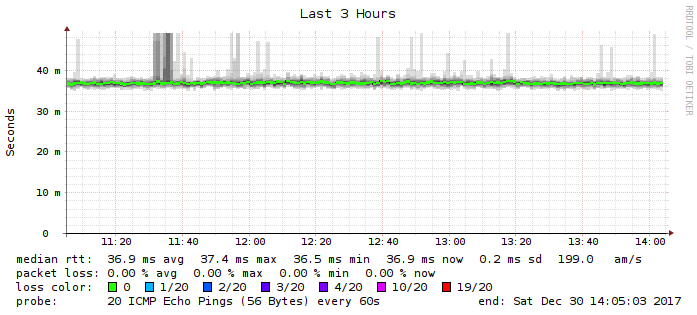 Last 3 Hours
RRDTOOL / TOBI OETIKER
Seconds
40 m
30 m
20 m
10 m
0
11:20 11:40 12:00 12:20 12:40 13:00 13:20 13:40 14:00
median rtt: 36.9 ms avg 37.4 ms max 36.5 ms min 36.9 ms now 0.2 ms sd 199.0 am/s
packet loss: 0.00 % avg 0.00 % max 0.00 % min 0.00 % now
loss color: 0 1/20 2/20 3/20 4/20 10/20 19/20
probe: 20 ICMP Echo Pings (56 Bytes) every 60s end: Sat Dec 30 14:05:03 2017